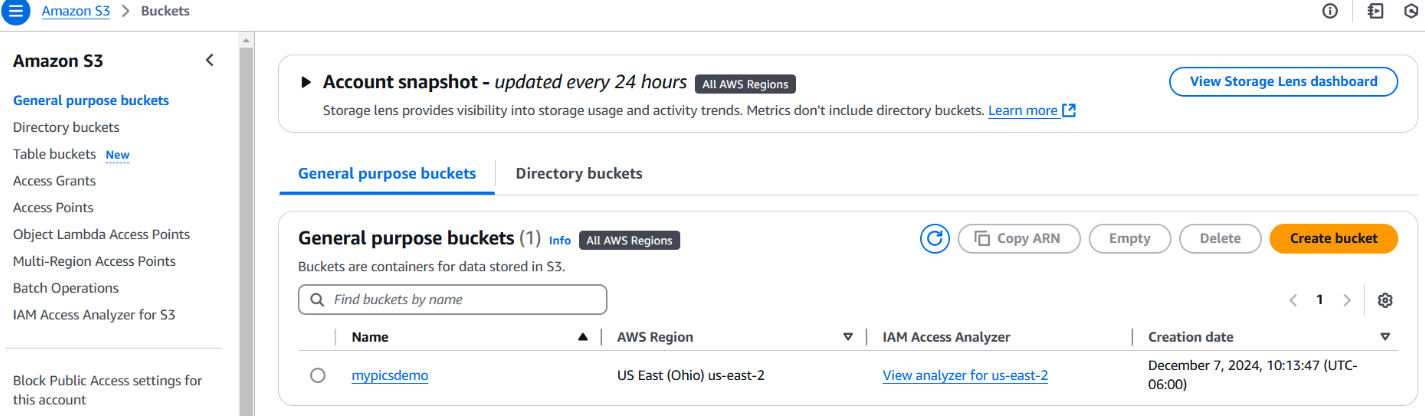 Amazon S3 > Buckets
Amazon S3
General purpose buckets
Directory buckets
Table buckets New
Access Grants
Access Points
Object Lambda Access Points
Multi-Region Access Points
Batch Operations
IAM Access Analyzer for S3
Block Public Access settings for
this account
Account snapshot - updated every 24 hours All AWS Regions
View Storage Lens dashboard
Storage lens provides visibility into storage usage and activity trends. Metrics don't include directory buckets. Learn more
General purpose buckets Directory buckets
General purpose buckets (1) Info All AWS Regions
Copy ARN Empty Delete Create bucket
Buckets are containers for data stored in S3.
Find buckets by name
1
Name AWS Region IAM Access Analyzer Creation date
mypicsdemo US East (Ohio) us-east-2 View analyzer for us-east-2 December 7, 2024, 10:13:47 (UTC-
06:00)